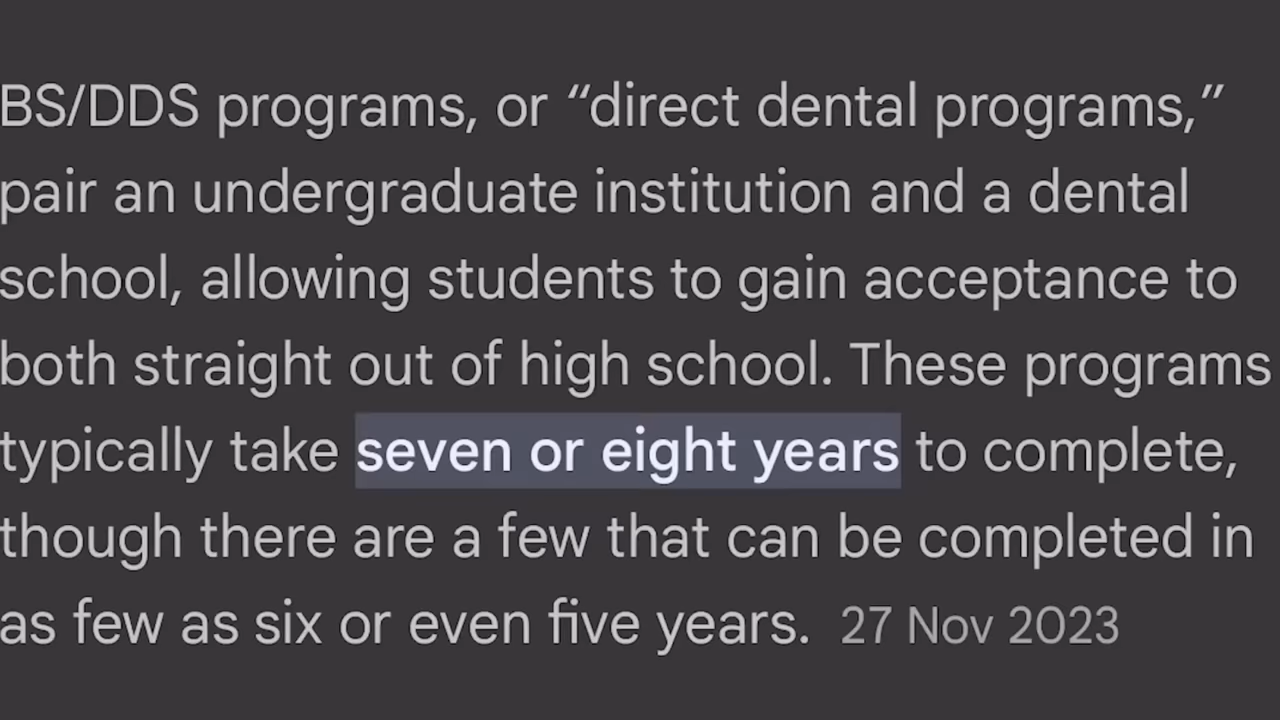 BS/DDS programs, or “direct dental programs,”
pair an undergraduate institution and a dental
school, allowing students to gain acceptance to
both straight out of high school. These programs
typically take seven or eight years to complete,
though there are a few that can be completed in
as few as six or even five years. 27 Nov 2023